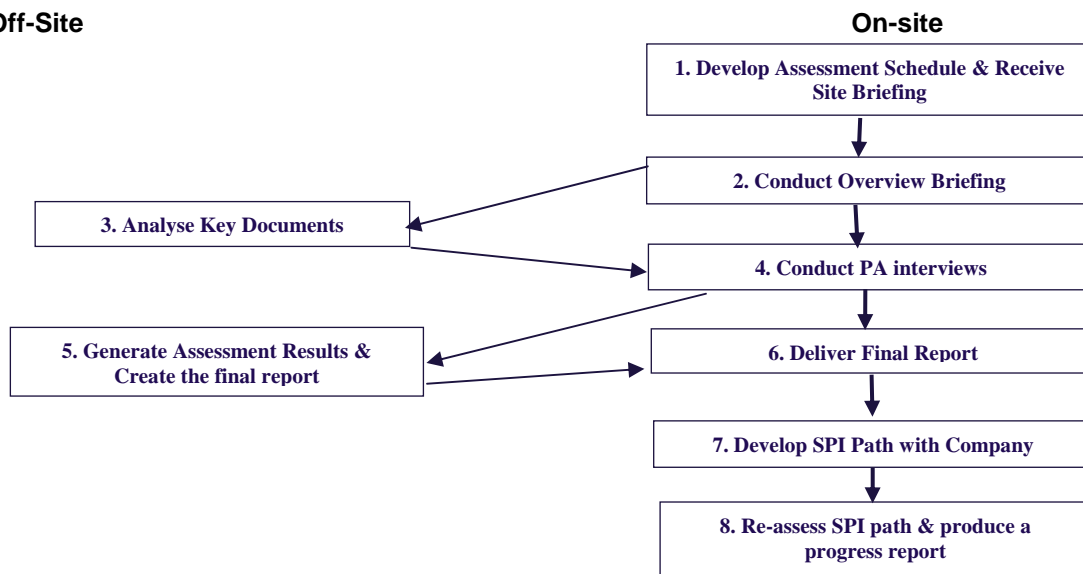 Off-Site
On-site
1. Develop Assessment Schedule & Receive
Site Briefing
2. Conduct Overview Briefing
3. Analyse Key Documents
4. Conduct PA interviews
5. Generate Assessment Results &
Create the final report
6. Deliver Final Report
7. Develop SPI Path with Company
8. Re-assess SPI path & produce a
progress report